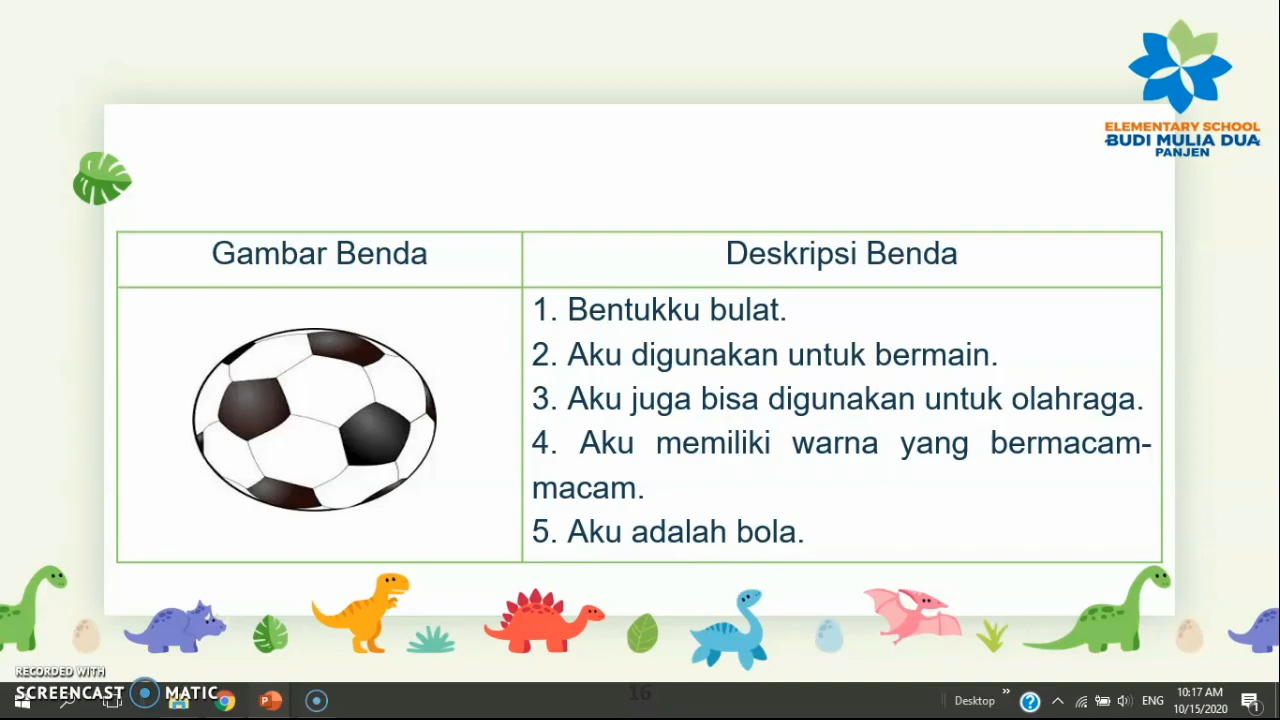 ELEMENTARY SCHOOL
BUDI MULIA DUA
PANJEN
Gambar Benda
Deskripsi Benda
1. Bentukku bulat.
2. Aku digunakan untuk bermain.
3. Aku juga bisa digunakan untuk olahraga.
4. Aku memiliki warna yang bermacam-
macam.
5. Aku adalah bola.
RECORDED WITH
SCREENCAST MATIC
16
Desktop
ENG
10:17 AM
10/15/2020
1